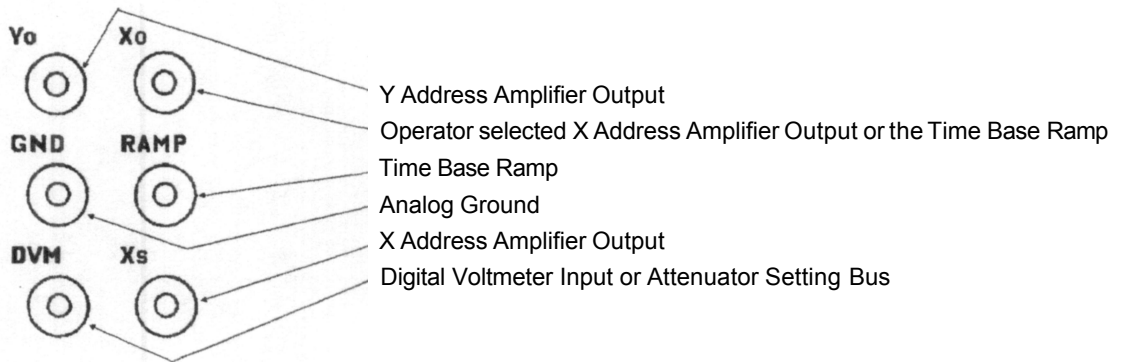 Yo Xo
Y Address Amplifier Output
Operator selected X Address Amplifier Output or the Time Base Ramp
GND RAMP
Time Base Ramp
Analog Ground
X Address Amplifier Output
DVM Xs
Digital Voltmeter Input or Attenuator Setting Bus